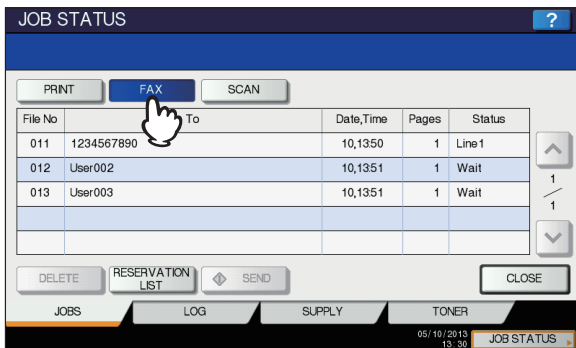 JOB STATUS ?
PRINT FAX SCAN
File No To Date,Time Pages Status
011 1234567890 10,13:50 1 Line1
012 User002 10,13:51 1 Wait
013 User003 10,13:51 1 Wait
1
1
DELETE RESERVATION LIST SEND CLOSE
JOBS LOG SUPPLY TONER
05/10/2013
13:30 JOB STATUS